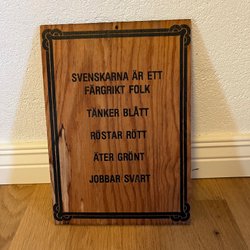 SVENSKARNA ÄR ETT
FÄRGRIKT FOLK
TÄNKER BLÅTT
RÖSTAR RÖTT
ÄTER GRÖNT
JOBBAR SVART